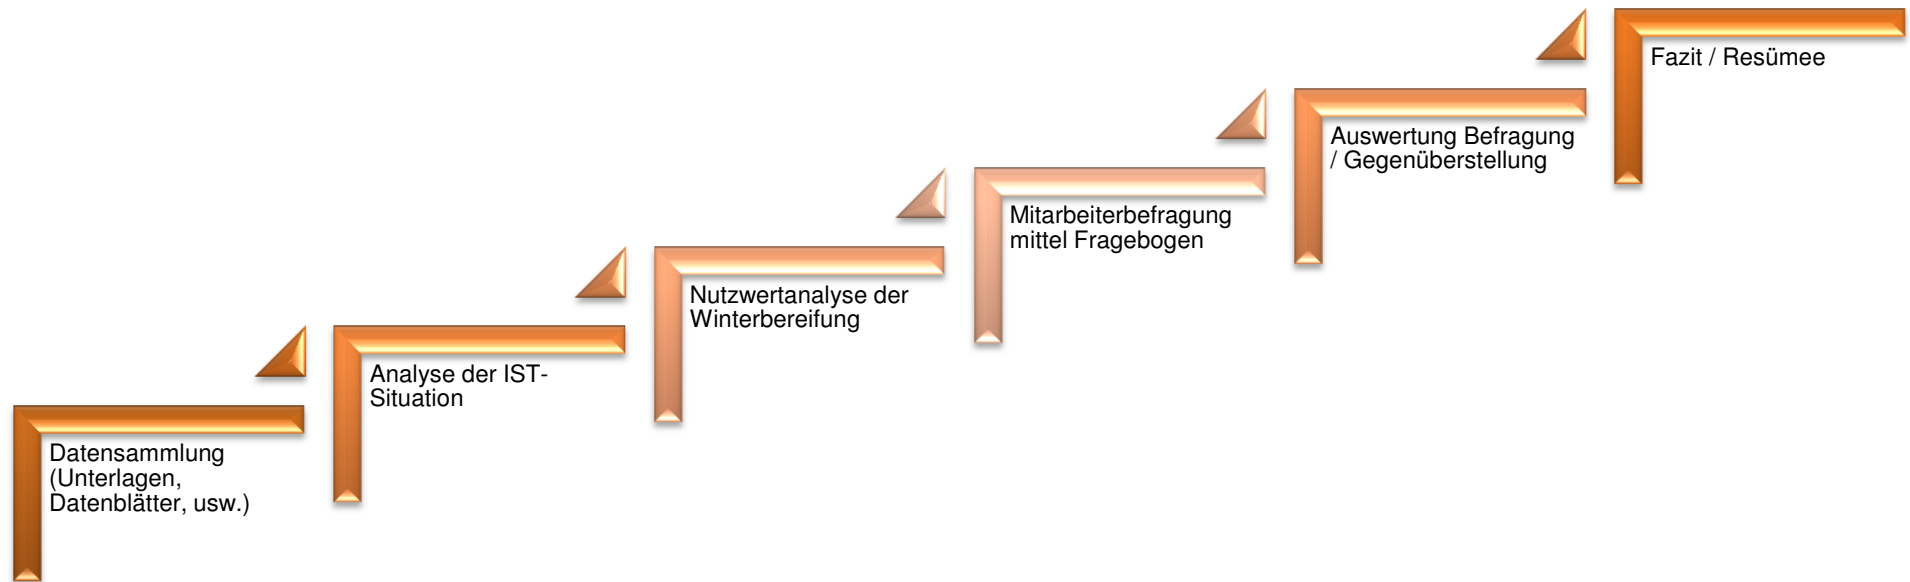 Datensammlung
(Unterlagen,
Datenblätter, usw.)
Analyse der IST-
Situation
Nutzwertanalyse der
Winterbereifung
Mitarbeiterbefragung
mittel Fragebogen
Auswertung Befragung
/ Gegenüberstellung
Fazit / Resümee